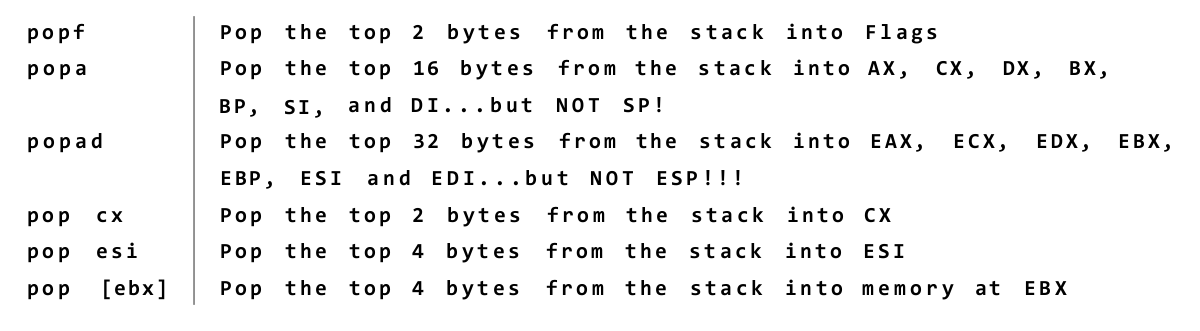 popf Pop the top 2 bytes from the stack into Flags
popa Pop the top 16 bytes from the stack into AX, CX, DX, BX,
BP, SI, and DI...but NOT SP!
popad Pop the top 32 bytes from the stack into EAX, ECX, EDX, EBX,
EBP, ESI and EDI...but NOT ESP!!!
pop cx Pop the top 2 bytes from the stack into CX
pop esi Pop the top 4 bytes from the stack into ESI
pop [ebx] Pop the top 4 bytes from the stack into memory at EBX